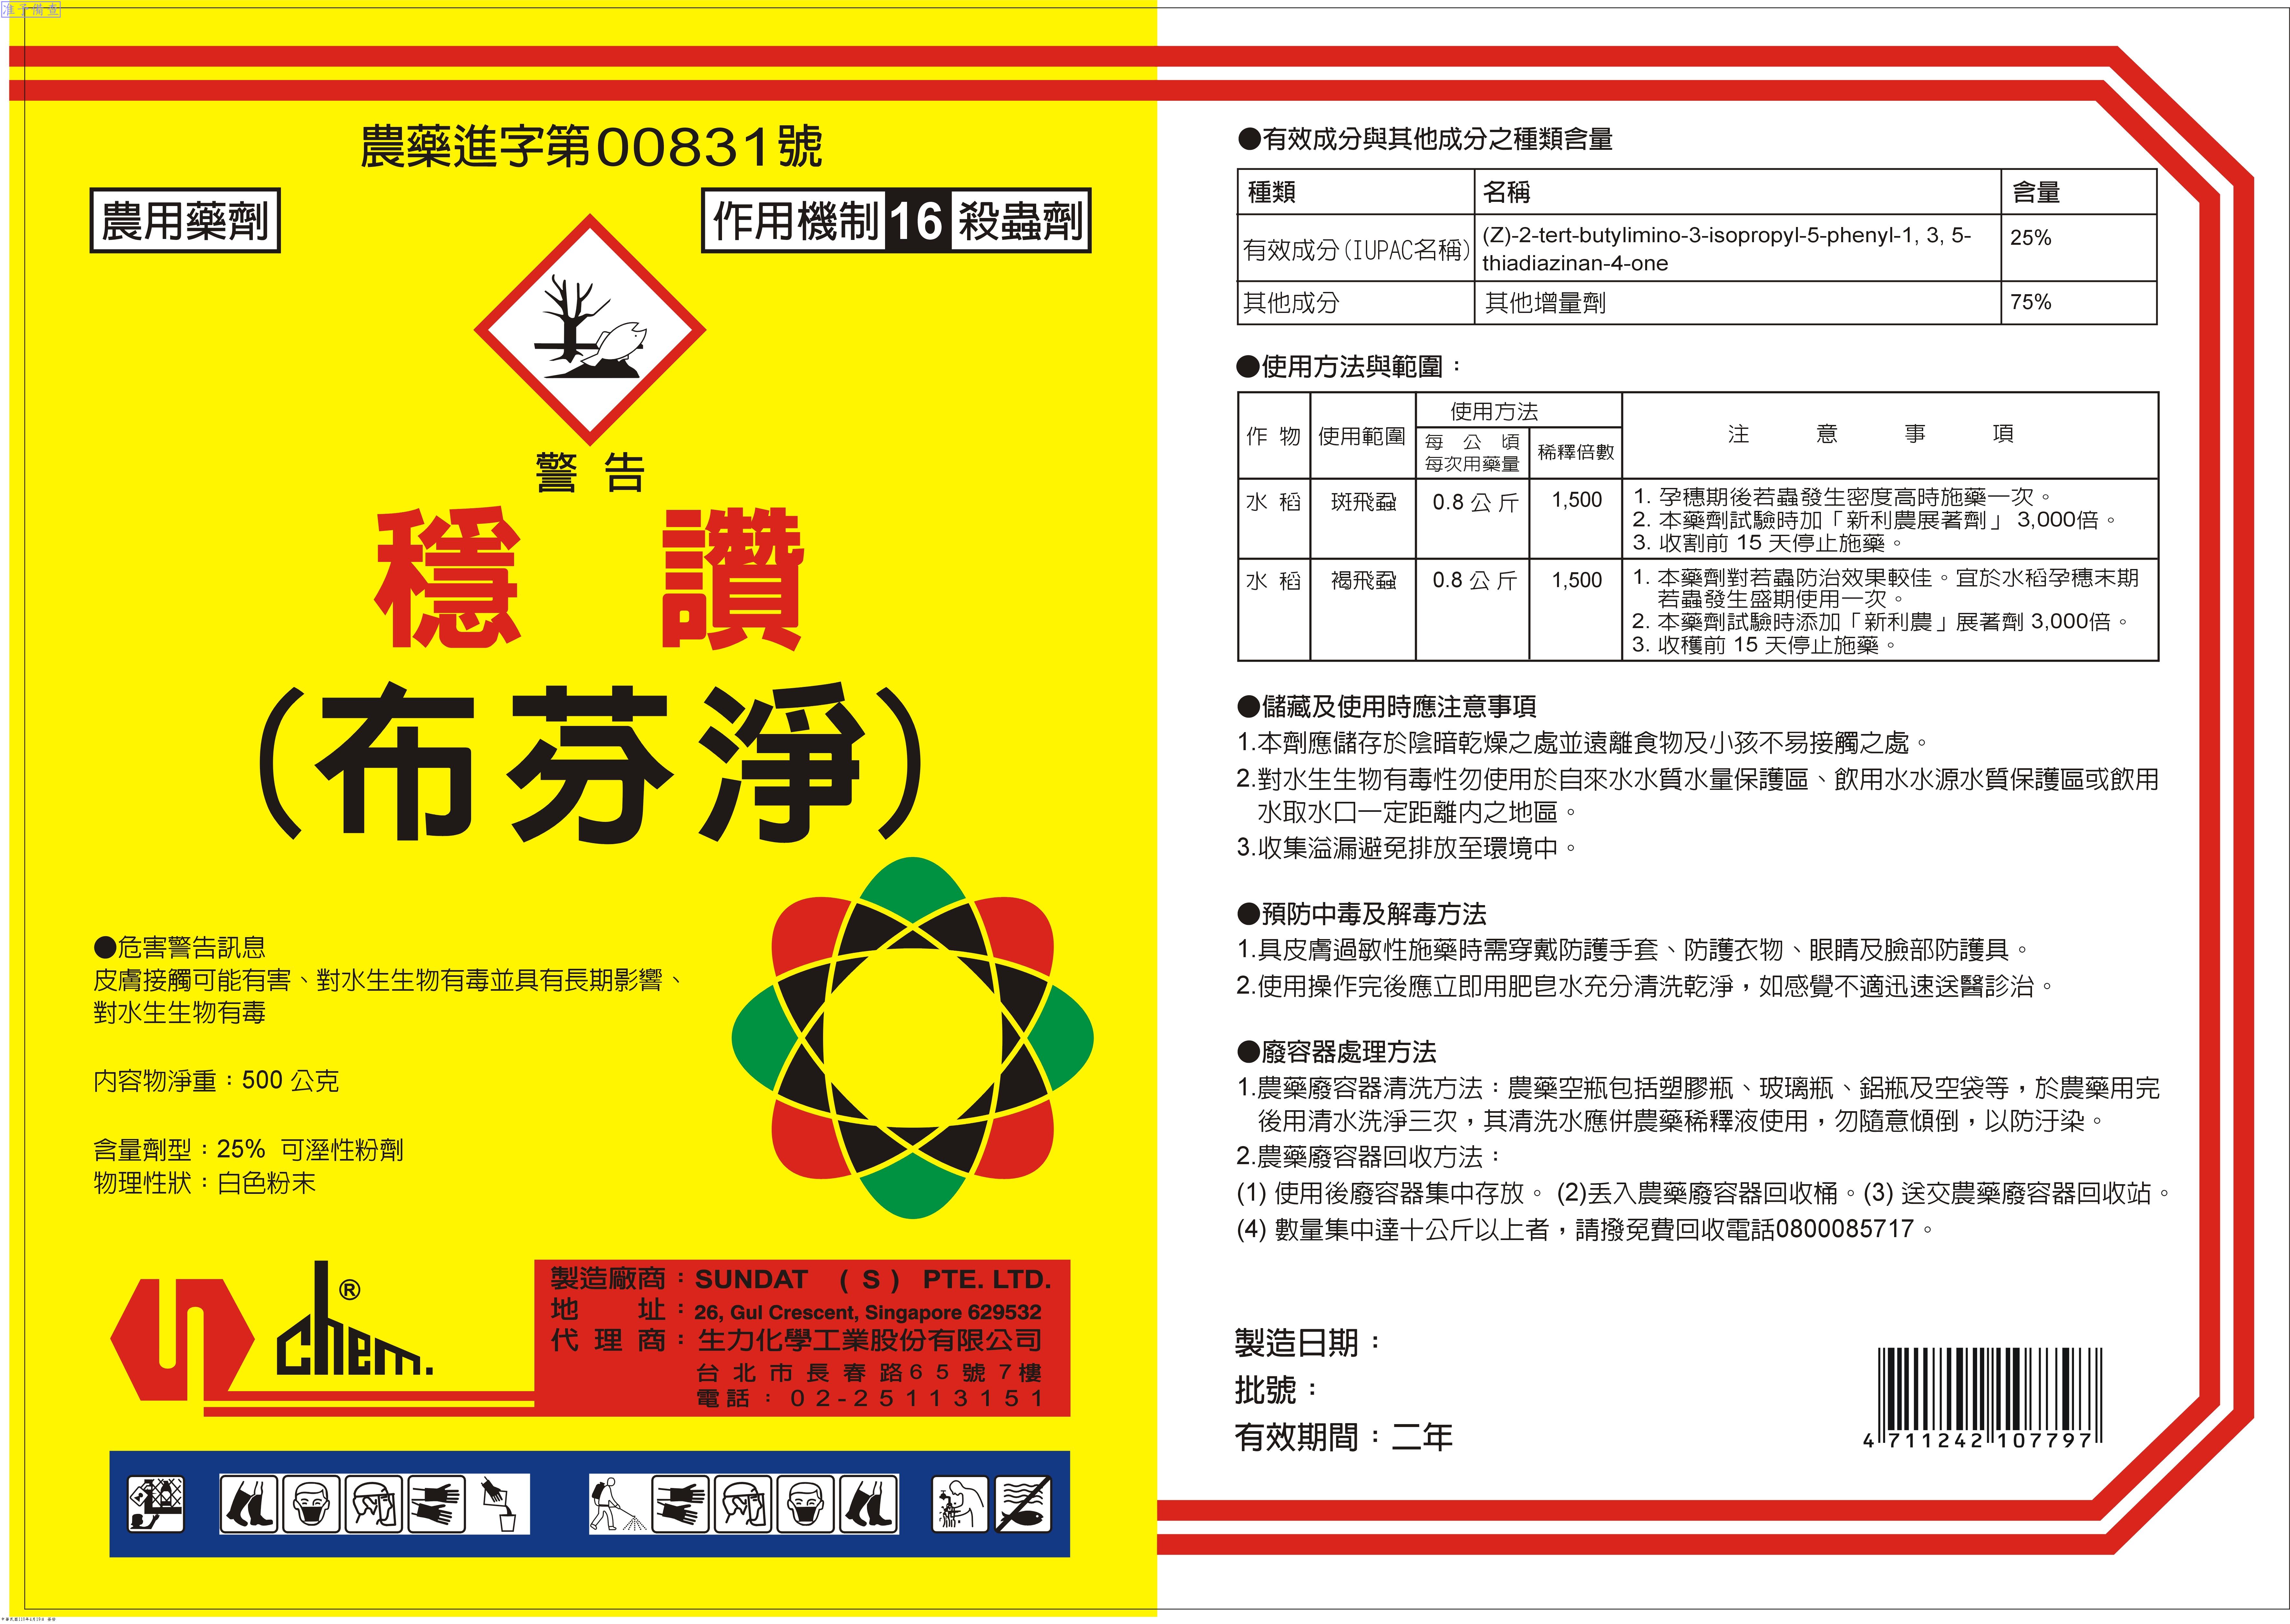 准予備查
農藥進字第00831號
農用藥劑
作用機制 16 殺蟲劑
警 告
穩 讚
(布芬淨)
●危害警告訊息
皮膚接觸可能有害、對水生生物有毒並具有長期影響、
對水生生物有毒
內容物淨重：500 公克
含量劑型：25% 可溼性粉劑
物理性狀：白色粉末
chem. ®
製造廠商：SUNDAT ( S ) PTE. LTD.
地 址：26, Gul Crescent, Singapore 629532
代 理 商：生力化學工業股份有限公司
台北市長春路65號7樓
電話：02-25113151
●有效成分與其他成分之種類含量
種類 名稱 含量
有效成分(IUPAC名稱) (Z)-2-tert-butylimino-3-isopropyl-5-phenyl-1, 3, 5- 25%
thiadiazinan-4-one
其他成分 其他增量劑 75%
●使用方法與範圍：
作 物 使用範圍 使用方法 注 意 事 項
每 公 頃 稀釋倍數
每次用藥量
水 稻 斑飛蝨 0.8 公 斤 1,500 1. 孕穗期後若蟲發生密度高時施藥一次。
2. 本藥劑試驗時加「新利農展著劑」 3,000倍。
3. 收割前 15 天停止施藥。
水 稻 褐飛蝨 0.8 公 斤 1,500 1. 本藥劑對若蟲防治效果較佳。宜於水稻孕穗末期
若蟲發生盛期使用一次。
2. 本藥劑試驗時添加「新利農」展著劑 3,000倍。
3. 收穫前 15 天停止施藥。
●儲藏及使用時應注意事項
1.本劑應儲存於陰暗乾燥之處並遠離食物及小孩不易接觸之處。
2.對水生生物有毒性勿使用於自來水水質水量保護區、飲用水水源水質保護區或飲用
水取水口一定距離內之地區。
3.收集溢漏避免排放至環境中。
●預防中毒及解毒方法
1.具皮膚過敏性施藥時需穿戴防護手套、防護衣物、眼睛及臉部防護具。
2.使用操作完後應立即用肥皂水充分清洗乾淨，如感覺不適迅速送醫診治。
●廢容器處理方法
1.農藥廢容器清洗方法：農藥空瓶包括塑膠瓶、玻璃瓶、鋁瓶及空袋等，於農藥用完
後用清水洗淨三次，其清洗水應併農藥稀釋液使用，勿隨意傾倒，以防汙染。
2.農藥廢容器回收方法：
(1) 使用後廢容器集中存放。 (2)丟入農藥廢容器回收桶。(3) 送交農藥廢容器回收站。
(4) 數量集中達十公斤以上者，請撥免費回收電話0800085717。
製造日期：
批號：
有效期間：二年
4 711242 107797